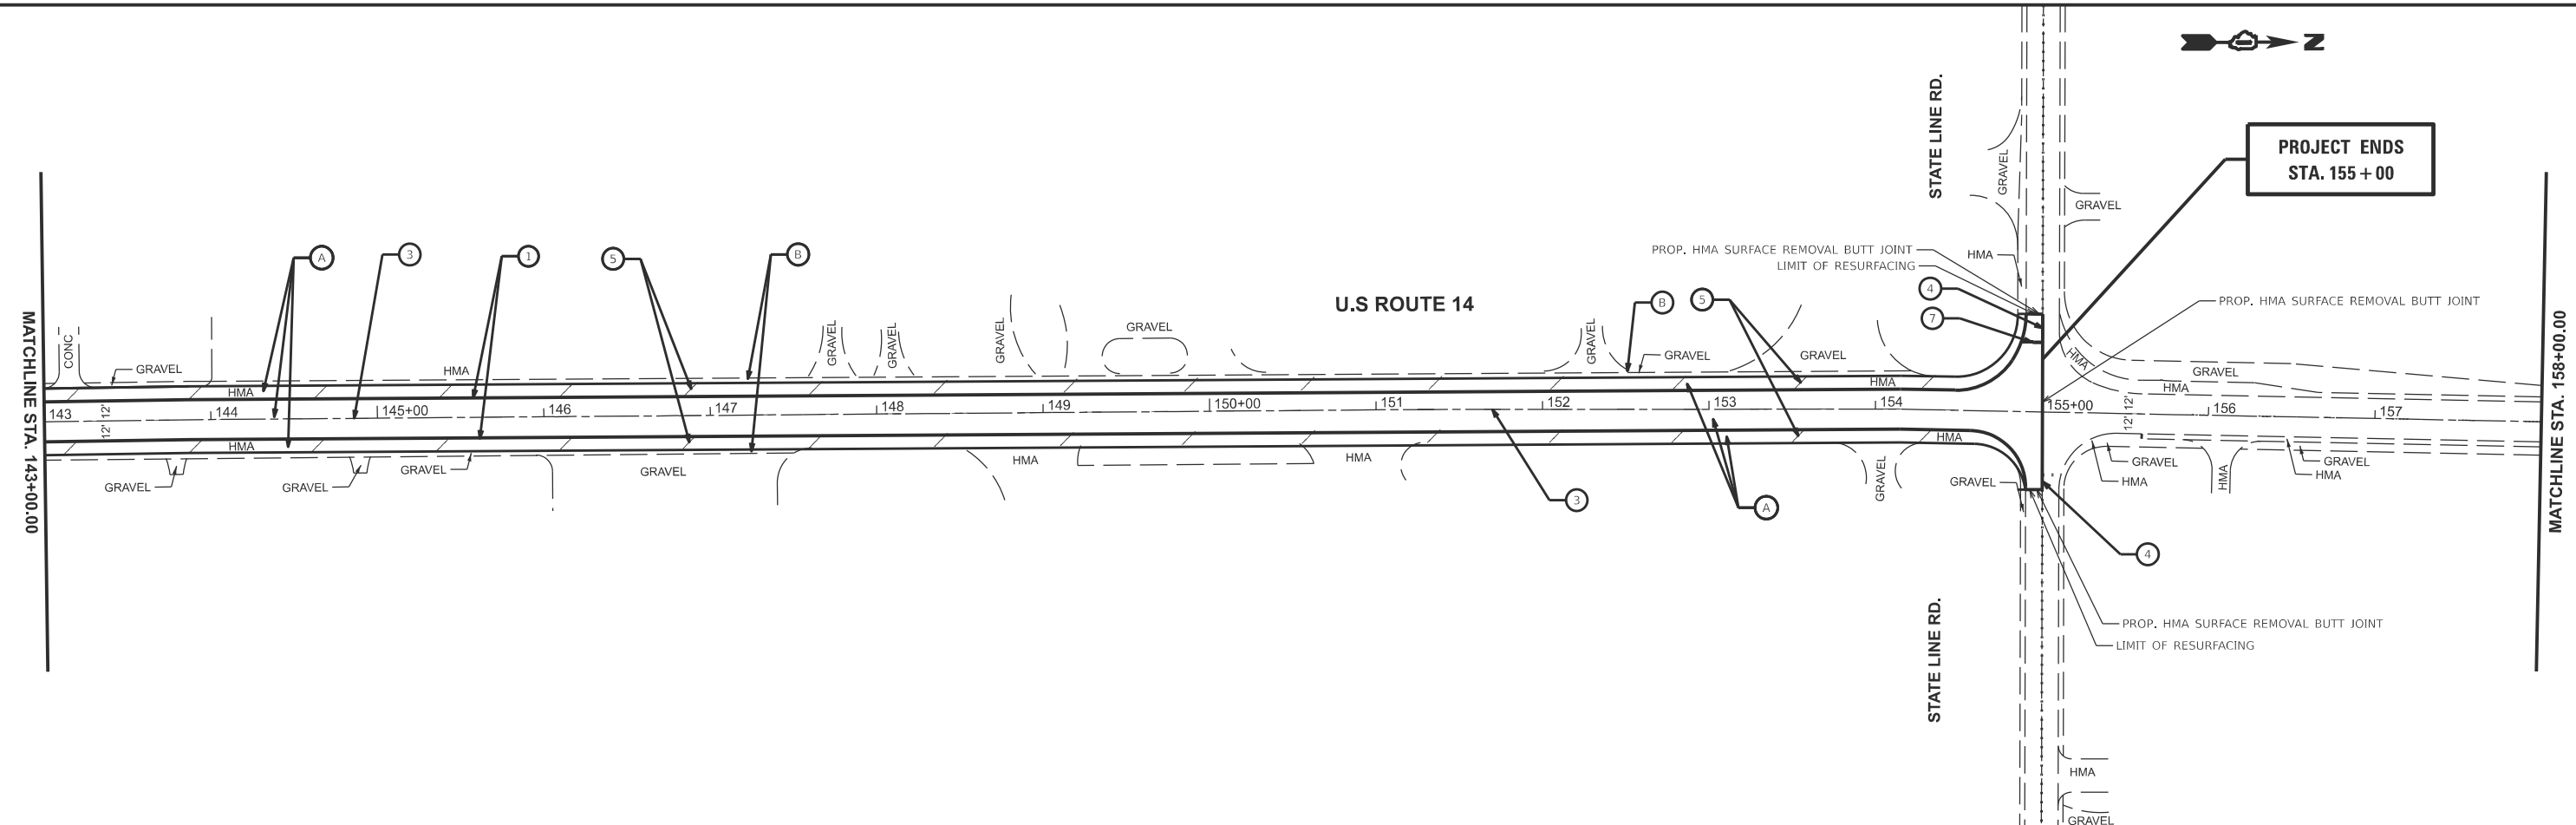 N
STATE LINE RD.
PROJECT ENDS
STA. 155+00
GRAVEL
GRAVEL
PROP. HMA SURFACE REMOVAL BUTT JOINT
LIMIT OF RESURFACING
HMA
A
3
1
5
B
U.S ROUTE 14
B
5
4
7
PROP. HMA SURFACE REMOVAL BUTT JOINT
MATCHLINE STA. 143+00.00
CONC
GRAVEL
HMA
GRAVEL
GRAVEL
GRAVEL
GRAVEL
GRAVEL
GRAVEL
GRAVEL
HMA
GRAVEL
HMA
HMA
HMA
143
12' 12'
144
145+00
146
147
148
149
150+00
151
152
153
154
155+00
12' 12'
156
157
MATCHLINE STA. 158+00.00
HMA
HMA
HMA
HMA
GRAVEL
GRAVEL
GRAVEL
GRAVEL
GRAVEL
3
A
GRAVEL
GRAVEL
GRAVEL
HMA
HMA
GRAVEL
HMA
4
STATE LINE RD.
PROP. HMA SURFACE REMOVAL BUTT JOINT
LIMIT OF RESURFACING
HMA
GRAVEL